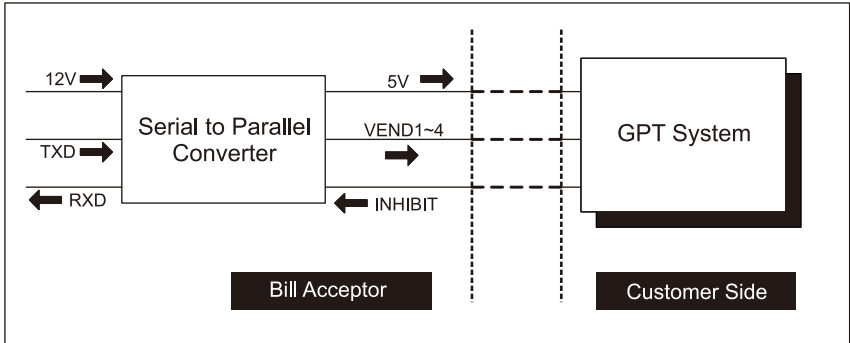 12V
5V
Serial to Parallel
Converter
VEND1~4
GPT System
TXD
RXD
INHIBIT
Bill Acceptor
Customer Side